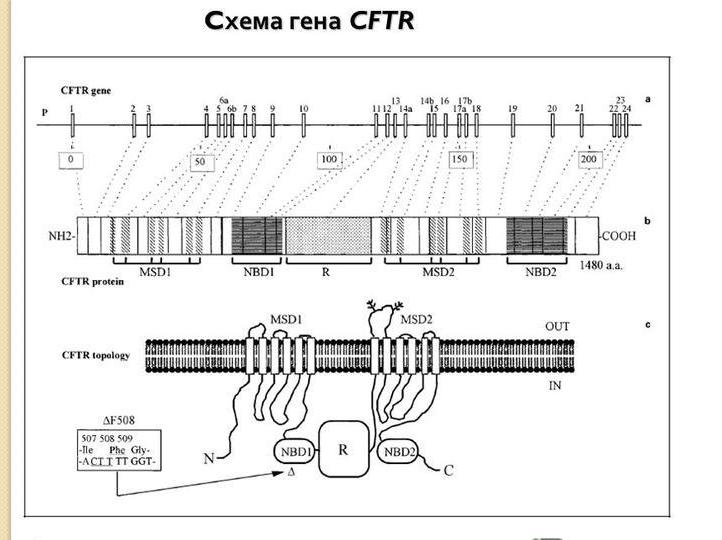 Схема гена CFTR
CFTR gene
a
P 1 2 3 4 5 6a 6b 7 8 9 10 11 12 13 14a 14b 15 16 17a 17b 18 19 20 21 22 23 24
0 50 100 150 200
b
NH2- -COOH
MSD1 NBD1 R MSD2 NBD2 1480 a.a.
CFTR protein
MSD1 MSD2 OUT c
CFTR topology
IN
ΔF508
507 508 509
-Ile Phe Gly-
-A CT T TT GGT-
N NBD1 R NBD2 C
Δ